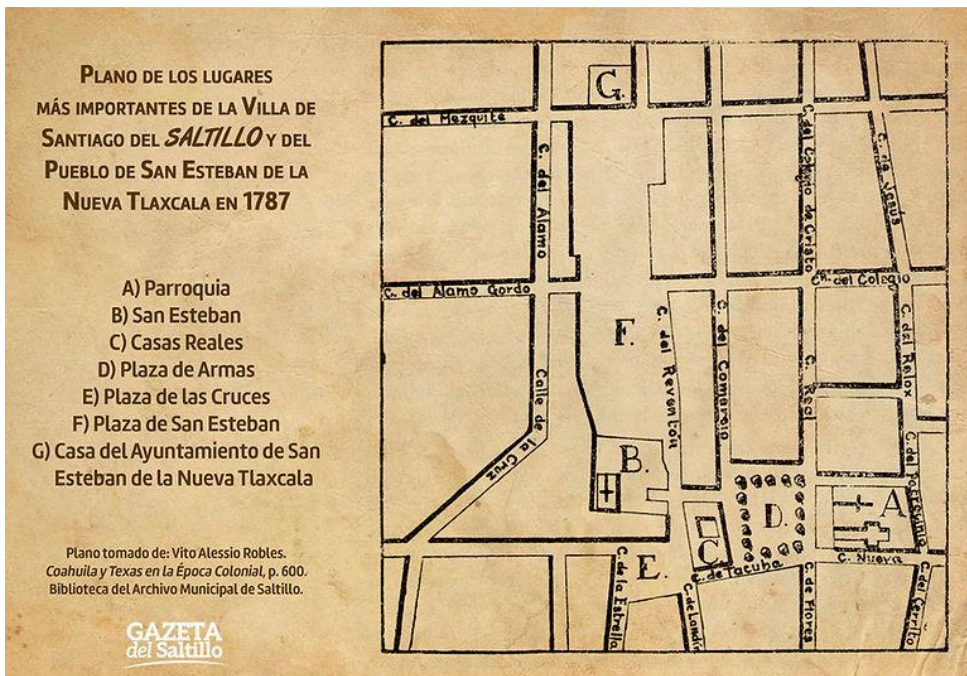 PLANO DE LOS LUGARES
MÁS IMPORTANTES DE LA VILLA DE
SANTIAGO DEL SALTILLO Y DEL
PUEBLO DE SAN ESTEBAN DE LA
NUEVA TLAXCALA EN 1787
A) Parroquia
B) San Esteban
C) Casas Reales
D) Plaza de Armas
E) Plaza de las Cruces
F) Plaza de San Esteban
G) Casa del Ayuntamiento de San
Esteban de la Nueva Tlaxcala
Plano tomado de: Vito Alessio Robles.
Coahuila y Texas en la Época Colonial, p. 600.
Biblioteca del Archivo Municipal de Saltillo.
GAZETA
del Saltillo
G.
C. del Mezquite
C. del Alamo
C. del Colegio de Cristo
C. de Jesús
C. del Alamo Gordo
Cn. del Colegio
F.
C. del Reventón
C. del Comercio
C. Real
C. del Relox
Calle de la Cruz
B.
D.
A
C
E.
C. de Tacuba
C. Nueva
C. de la Estrella
C. de Landín
C. de Flores
C. del Cerrito